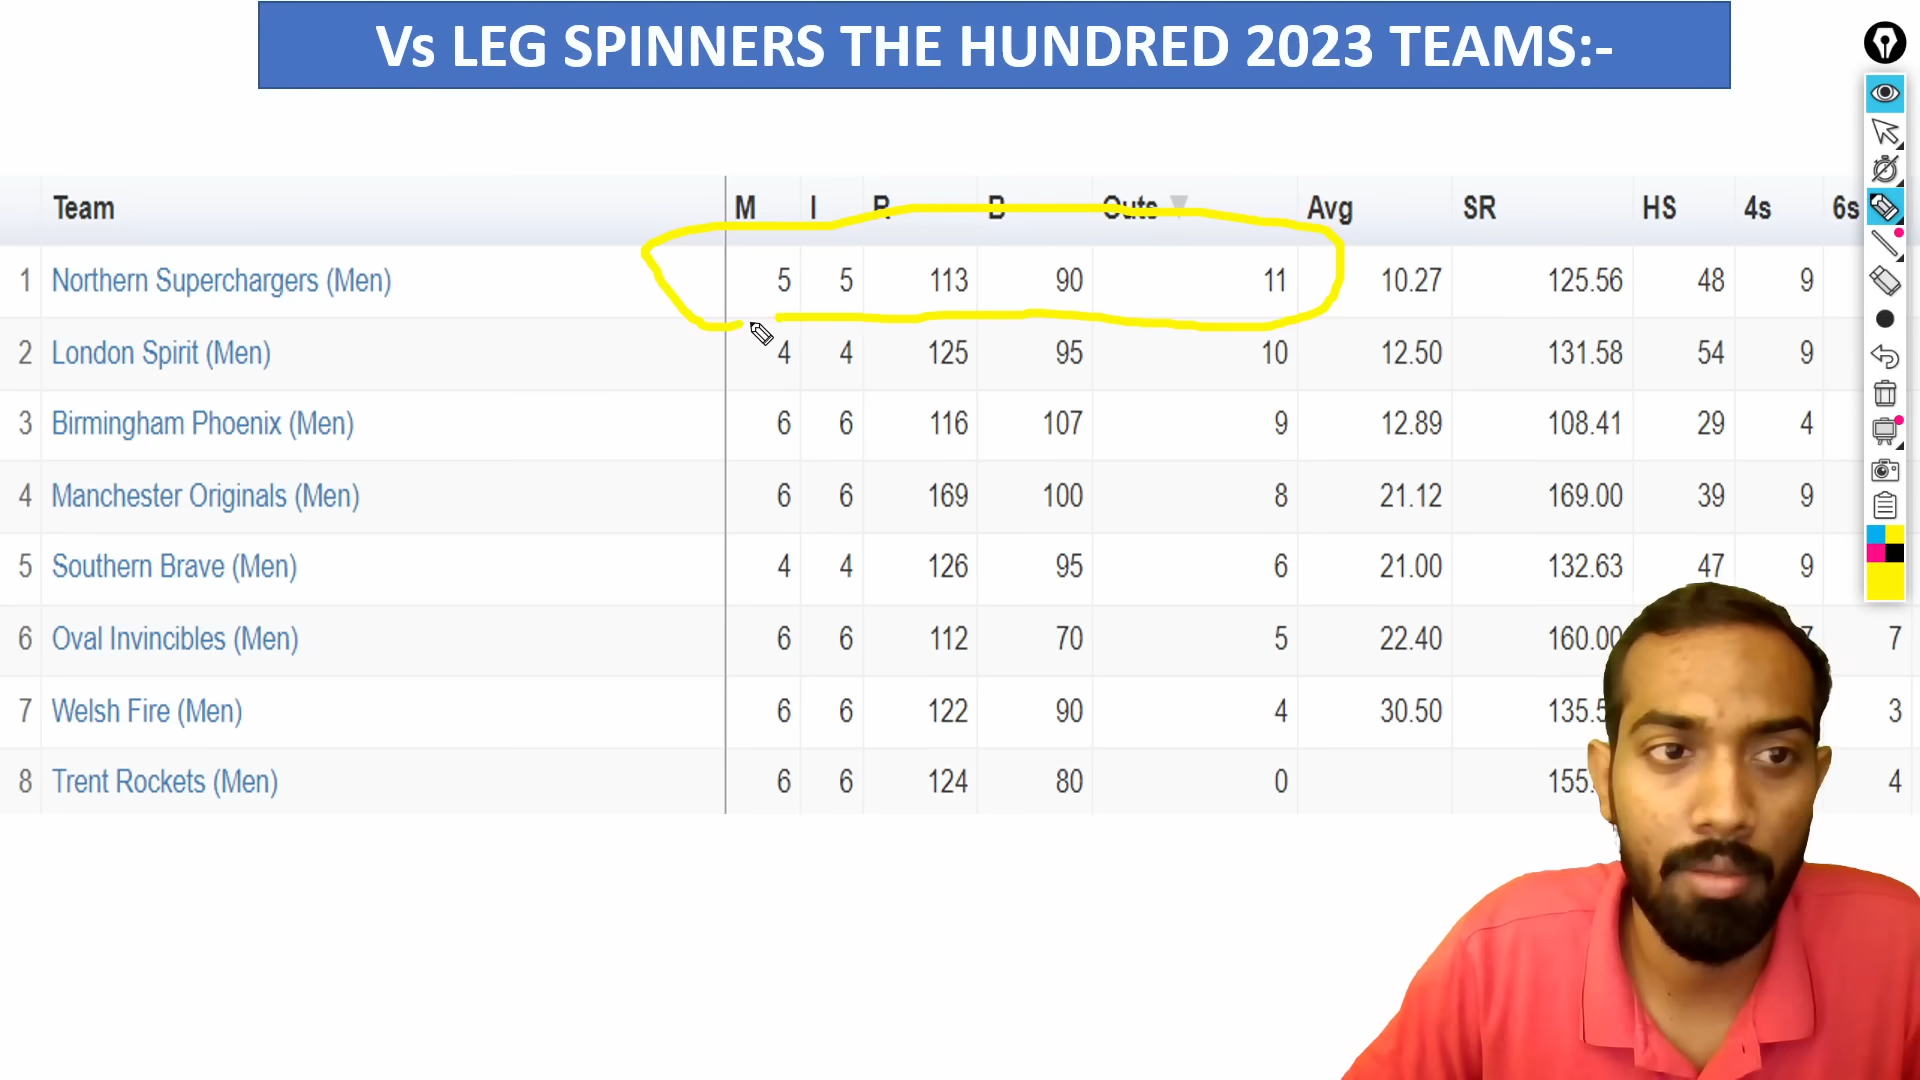 Vs LEG SPINNERS THE HUNDRED 2023 TEAMS:-
Team M I R B Outs Avg SR HS 4s 6s
1 Northern Superchargers (Men) 5 5 113 90 11 10.27 125.56 48 9
2 London Spirit (Men) 4 4 125 95 10 12.50 131.58 54 9
3 Birmingham Phoenix (Men) 6 6 116 107 9 12.89 108.41 29 4
4 Manchester Originals (Men) 6 6 169 100 8 21.12 169.00 39 9
5 Southern Brave (Men) 4 4 126 95 6 21.00 132.63 47 9
6 Oval Invincibles (Men) 6 6 112 70 5 22.40 160.00 7
7 Welsh Fire (Men) 6 6 122 90 4 30.50 135.5 3
8 Trent Rockets (Men) 6 6 124 80 0 155. 4